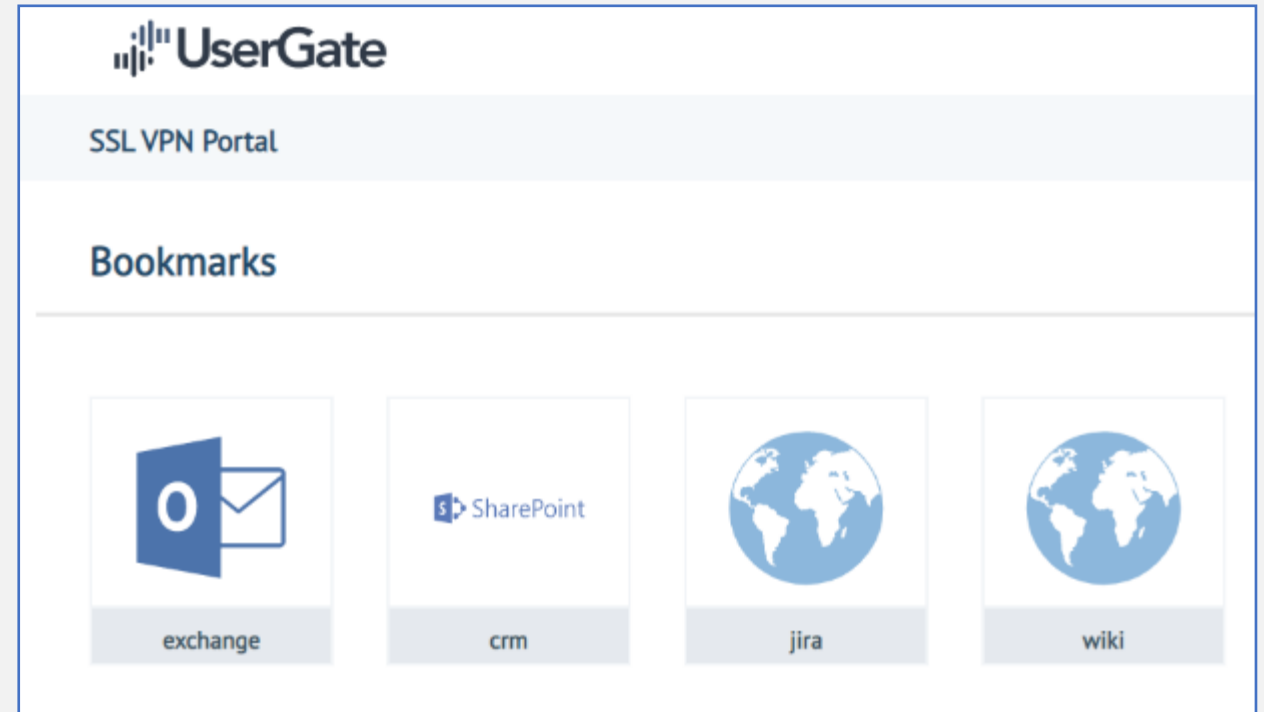 UserGate
SSL VPN Portal
Bookmarks
O
S SharePoint
exchange
crm
jira
wiki